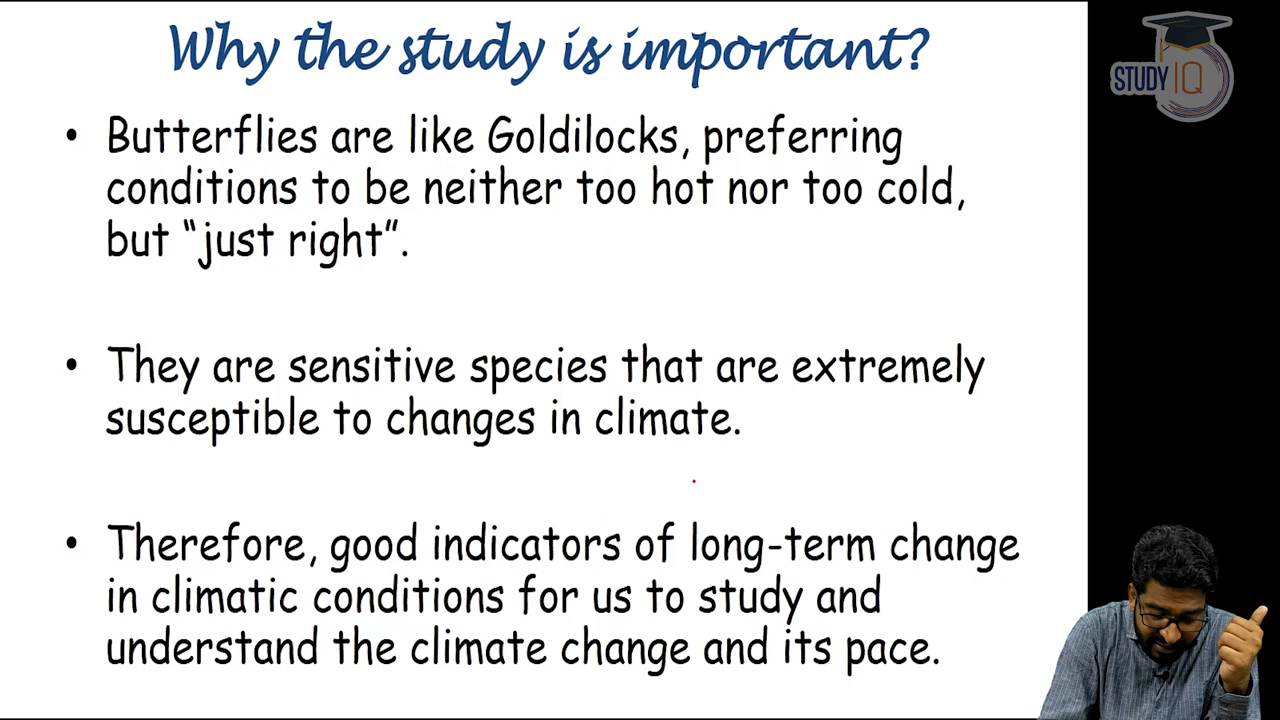 Why the study is important?
STUDY IQ
• Butterflies are like Goldilocks, preferring
conditions to be neither too hot nor too cold,
but “just right”.
• They are sensitive species that are extremely
susceptible to changes in climate.
• Therefore, good indicators of long-term change
in climatic conditions for us to study and
understand the climate change and its pace.